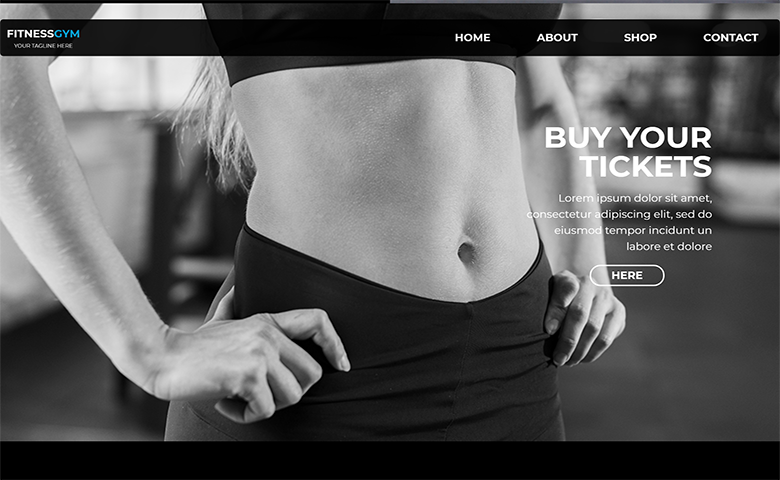 FITNESSGYM
YOUR TAGLINE HERE
HOME
ABOUT
SHOP
CONTACT
BUY YOUR
TICKETS
Lorem ipsum dolor sit amet,
consectetur adipiscing elit, sed do
eiusmod tempor incidunt un
labore et dolore
HERE